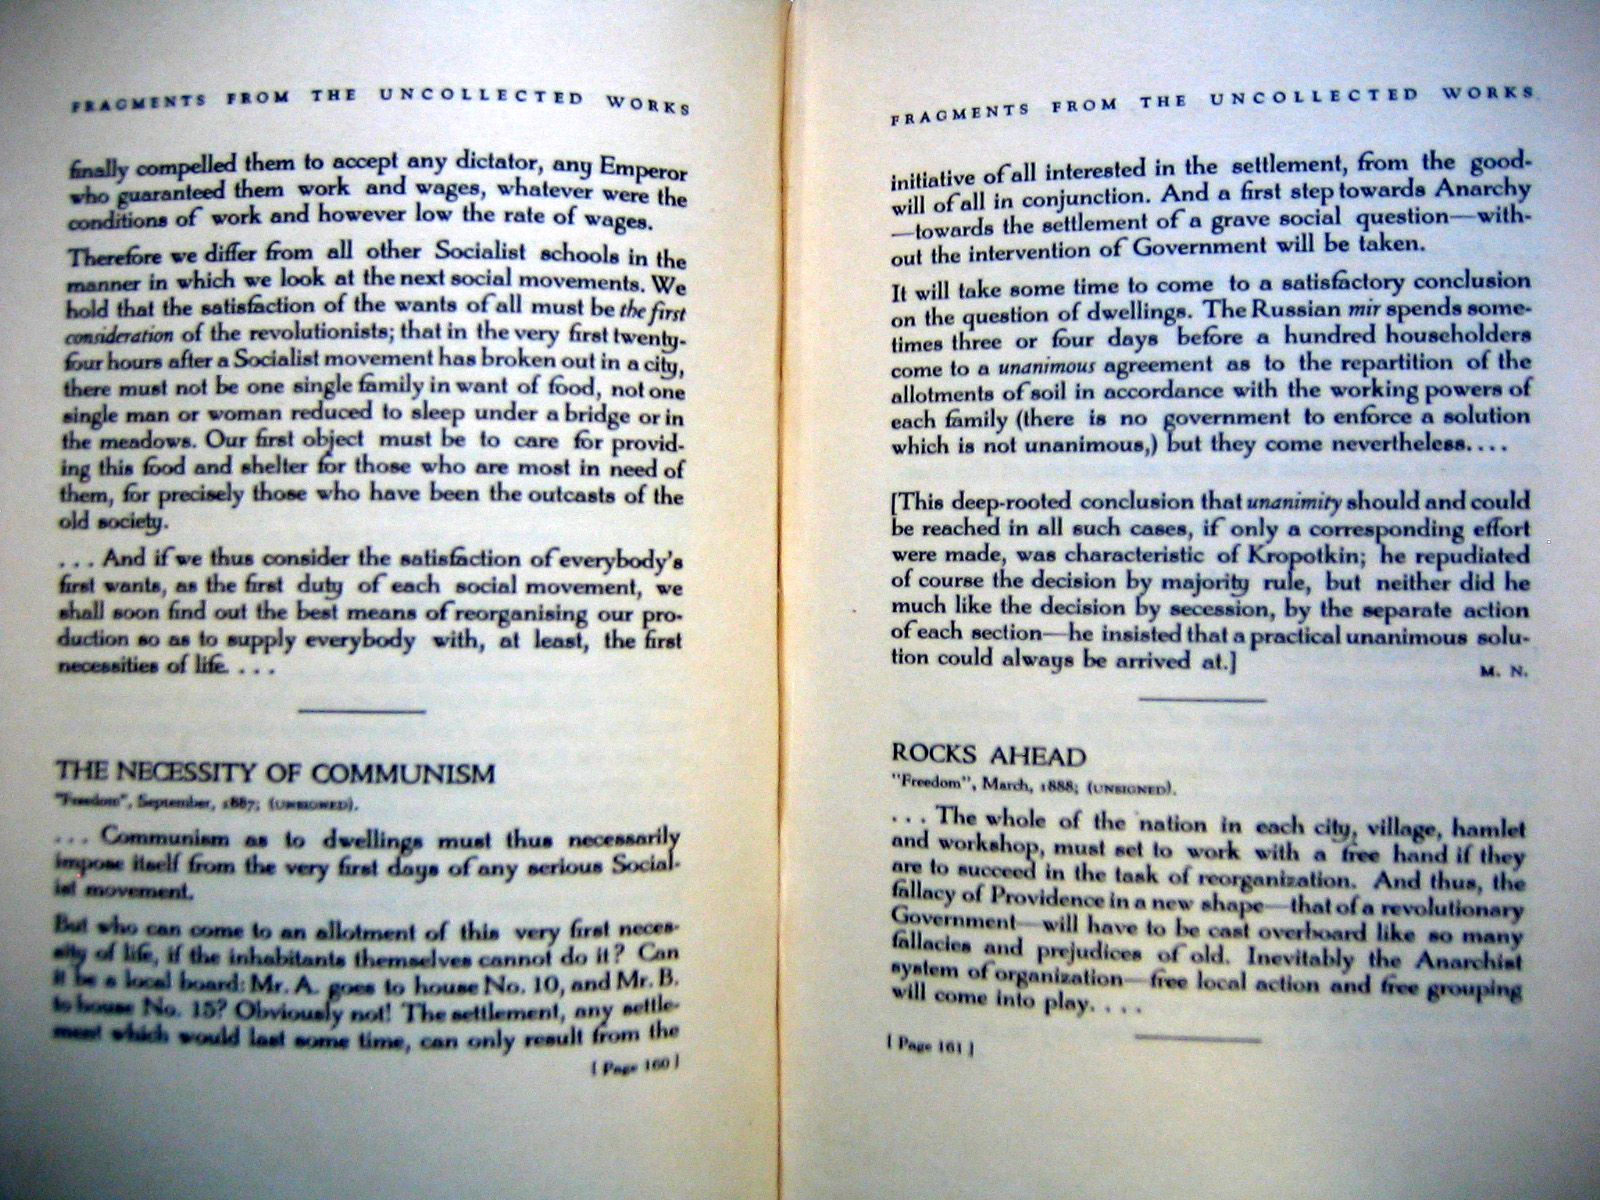 FRAGMENTS FROM THE UNCOLLECTED WORKS
finally compelled them to accept any dictator, any Emperor
who guaranteed them work and wages, whatever were the
conditions of work and however low the rate of wages.
Therefore we differ from all other Socialist schools in the
manner in which we look at the next social movements. We
hold that the satisfaction of the wants of all must be the first
consideration of the revolutionists; that in the very first twenty-
four hours after a Socialist movement has broken out in a city,
there must not be one single family in want of food, not one
single man or woman reduced to sleep under a bridge or in
the meadows. Our first object must be to care for provid-
ing this food and shelter for those who are most in need of
them, for precisely those who have been the outcasts of the
old society.
. . . And if we thus consider the satisfaction of everybody's
first wants, as the first duty of each social movement, we
shall soon find out the best means of reorganising our pro-
duction so as to supply everybody with, at least, the first
necessities of life. . . .
THE NECESSITY OF COMMUNISM
"Freedom", September, 1887; (UNSIGNED).
. . . Communism as to dwellings must thus necessarily
impose itself from the very first days of any serious Social-
ist movement.
But who can come to an allotment of this very first neces-
sity of life, if the inhabitants themselves cannot do it? Can
it be a local board: Mr. A. goes to house No. 10, and Mr. B.
to house No. 15? Obviously not! The settlement, any settle-
ment which would last some time, can only result from the
[ Page 160 ]
FRAGMENTS FROM THE UNCOLLECTED WORKS
initiative of all interested in the settlement, from the good-
will of all in conjunction. And a first step towards Anarchy
—towards the settlement of a grave social question—with-
out the intervention of Government will be taken.
It will take some time to come to a satisfactory conclusion
on the question of dwellings. The Russian mir spends some-
times three or four days before a hundred householders
come to a unanimous agreement as to the repartition of the
allotments of soil in accordance with the working powers of
each family (there is no government to enforce a solution
which is not unanimous,) but they come nevertheless. . . .
[This deep-rooted conclusion that unanimity should and could
be reached in all such cases, if only a corresponding effort
were made, was characteristic of Kropotkin; he repudiated
of course the decision by majority rule, but neither did he
much like the decision by secession, by the separate action
of each section—he insisted that a practical unanimous solu-
tion could always be arrived at.]
M. N.
ROCKS AHEAD
"Freedom", March, 1888; (UNSIGNED).
. . . The whole of the nation in each city, village, hamlet
and workshop, must set to work with a free hand if they
are to succeed in the task of reorganization. And thus, the
fallacy of Providence in a new shape—that of a revolutionary
Government—will have to be cast overboard like so many
fallacies and prejudices of old. Inevitably the Anarchist
system of organization—free local action and free grouping
will come into play. . . .
[ Page 161 ]